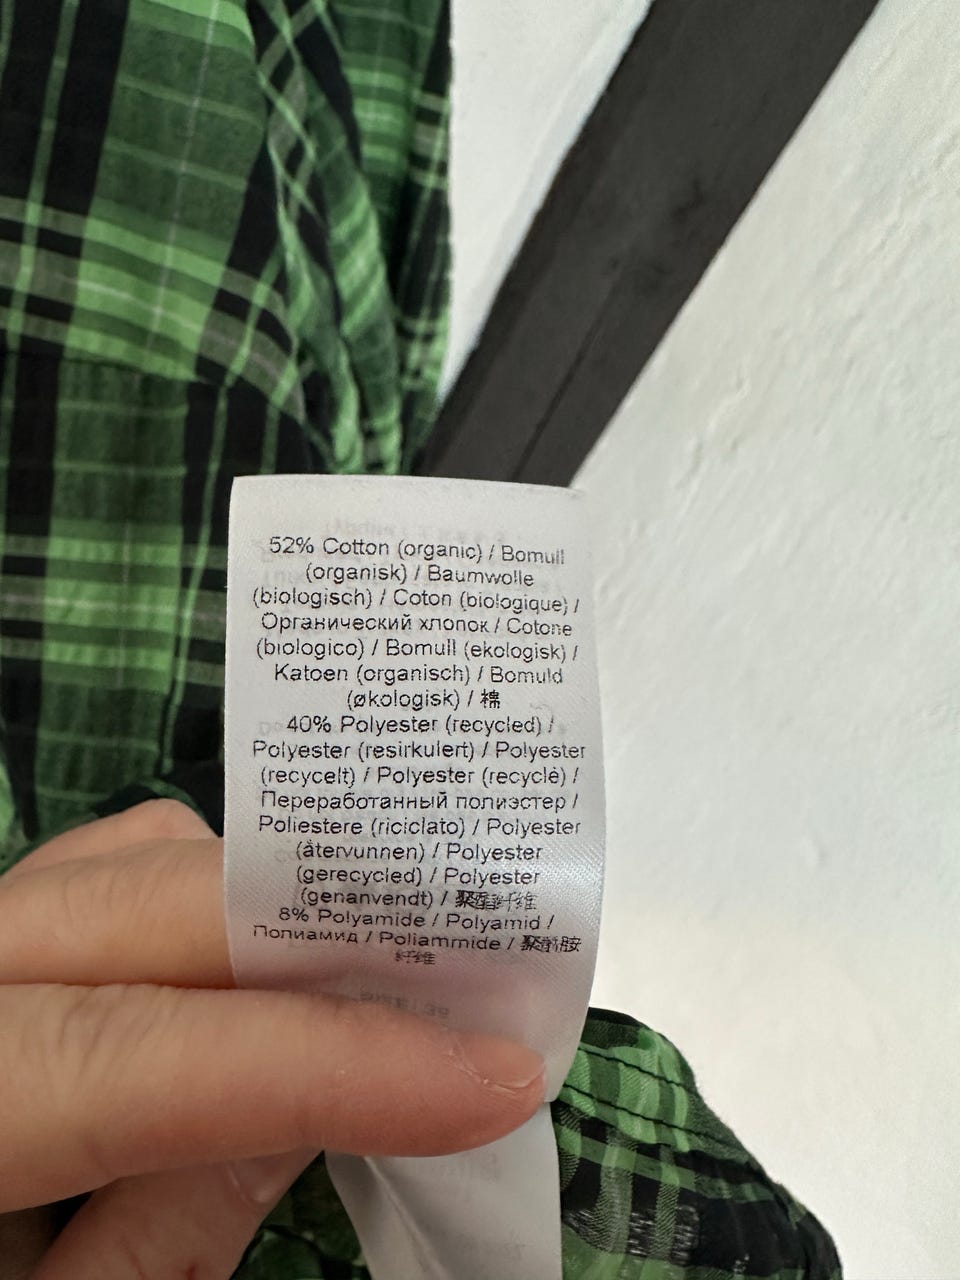 52% Cotton (organic) / Bomull
(organisk) / Baumwolle
(biologisch) / Coton (biologique) /
Органический хлопок / Cotone
(biologico) / Bomull (ekologisk) /
Katoen (organisch) / Bomuld
(økologisk) / 棉
40% Polyester (recycled) /
Polyester (resirkulert) / Polyester
(recycelt) / Polyester (recyclè) /
Переработанный полиэстер /
Poliestere (riciclato) / Polyester
(återvunnen) / Polyester
(gerecycled) / Polyester
(genanvendt) / 聚酯纤维
8% Polyamide / Polyamid /
Полиамид / Poliammide / 聚酰胺
纤维